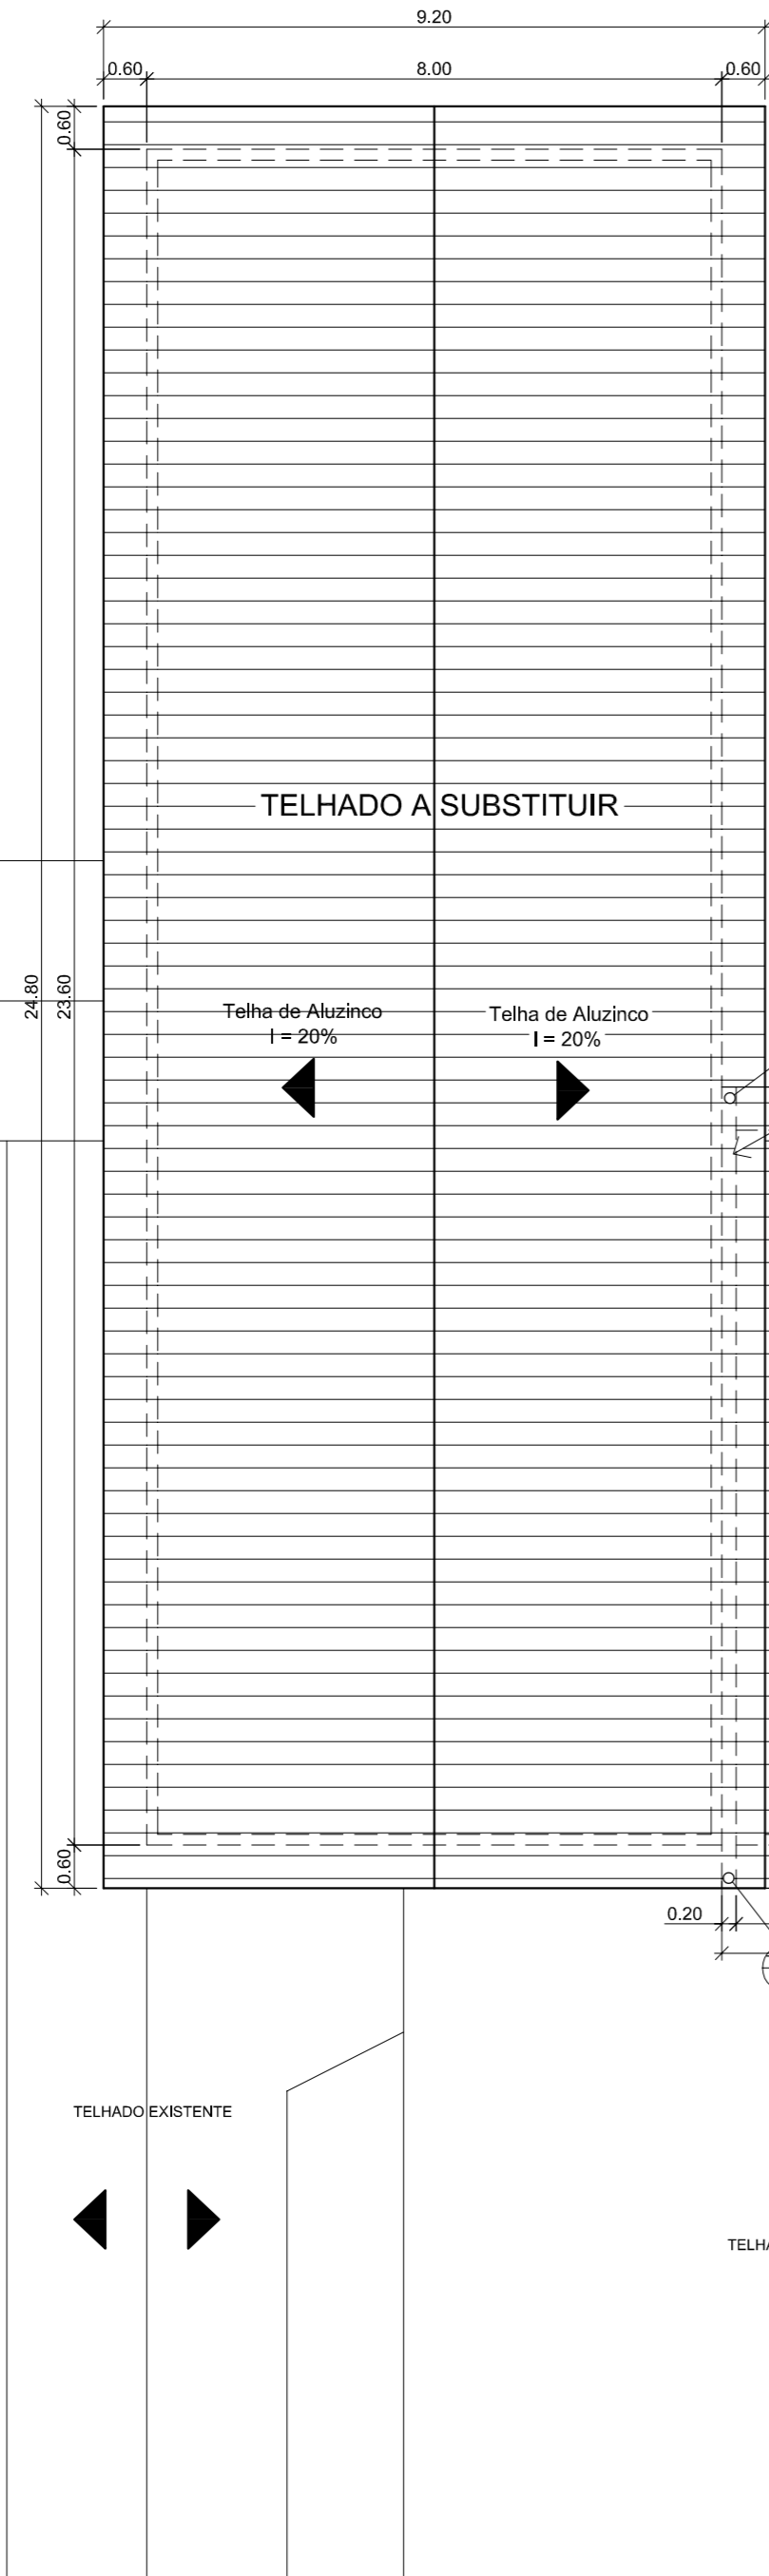 9.20
0.60
8.00
0.60
0.60
TELHADO A SUBSTITUIR
24.80
23.60
Telha de Aluzinco
I = 20%
Telha de Aluzinco
I = 20%
0.60
0.20
TELHADO EXISTENTE
TELHA